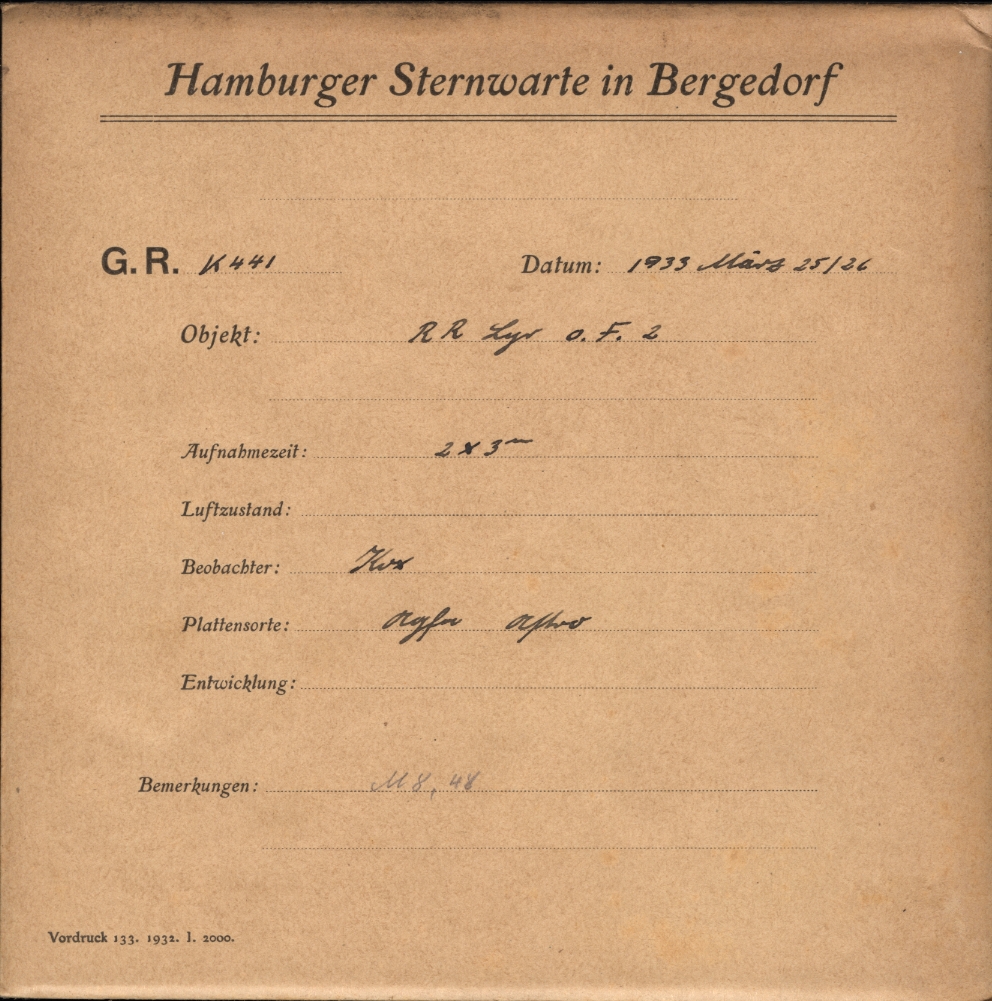 Hamburger Sternwarte in Bergedorf
G. R. K 441 Datum: 1933 März 25/26
Objekt: RR Lyr o. F. 2
Aufnahmezeit: 2 x 3ᵐ
Luftzustand:
Beobachter: Kox
Plattensorte: Agfa Astro
Entwicklung:
Bemerkungen: M 8, 48
Vordruck 133. 1932. I. 2000.